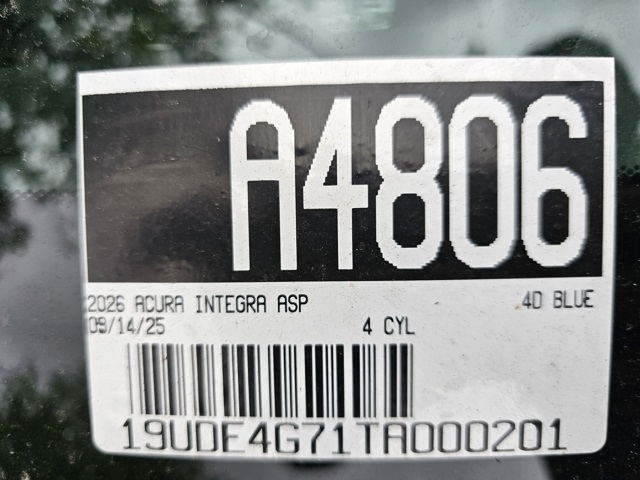 A4806
2026 ACURA INTEGRA ASP 4D BLUE
09/14/25 4 CYL
19UDE4G71TA000201